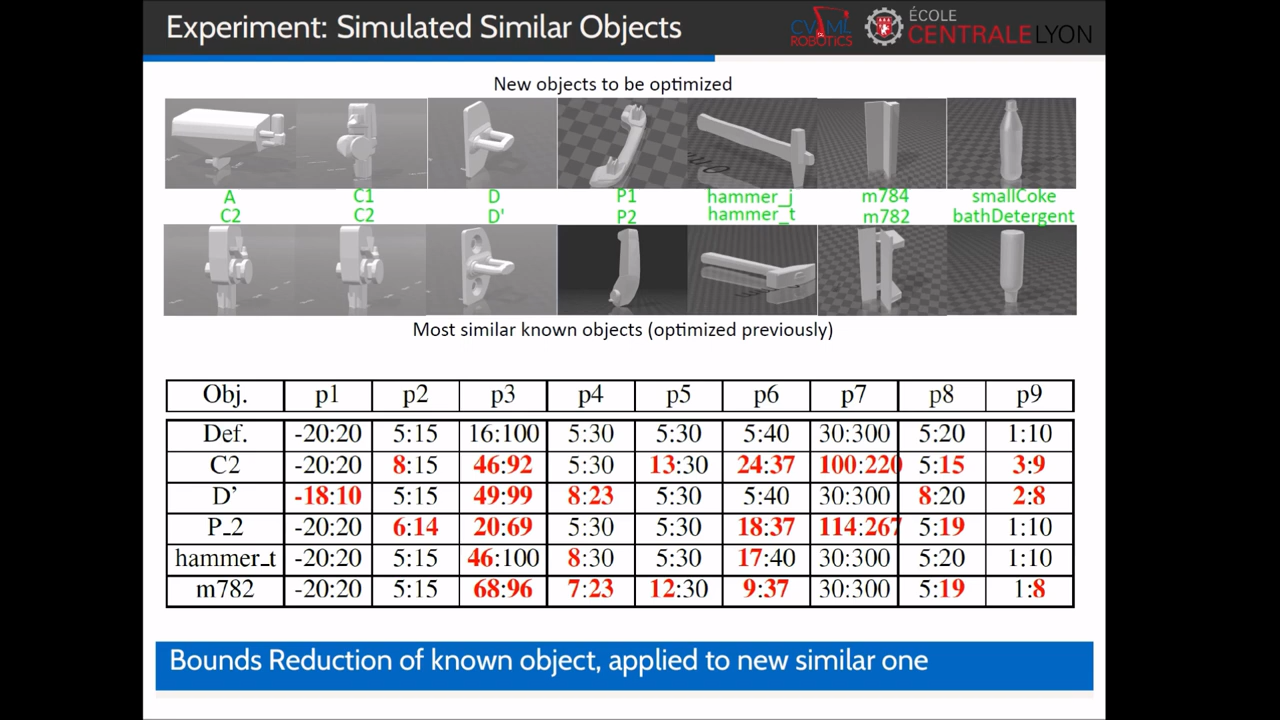 Experiment: Simulated Similar Objects
CVML
ROBOTICS
ÉCOLE
CENTRALELYON
New objects to be optimized
A C1 D P1 hammer_j m784 smallCoke
C2 C2 D' P2 hammer_t m782 bathDetergent
Most similar known objects (optimized previously)
Obj. p1 p2 p3 p4 p5 p6 p7 p8 p9
Def. -20:20 5:15 16:100 5:30 5:30 5:40 30:300 5:20 1:10
C2 -20:20 8:15 46:92 5:30 13:30 24:37 100:220 5:15 3:9
D’ -18:10 5:15 49:99 8:23 5:30 5:40 30:300 8:20 2:8
P_2 -20:20 6:14 20:69 5:30 5:30 18:37 114:267 5:19 1:10
hammer_t -20:20 5:15 46:100 8:30 5:30 17:40 30:300 5:20 1:10
m782 -20:20 5:15 68:96 7:23 12:30 9:37 30:300 5:19 1:8
Bounds Reduction of known object, applied to new similar one